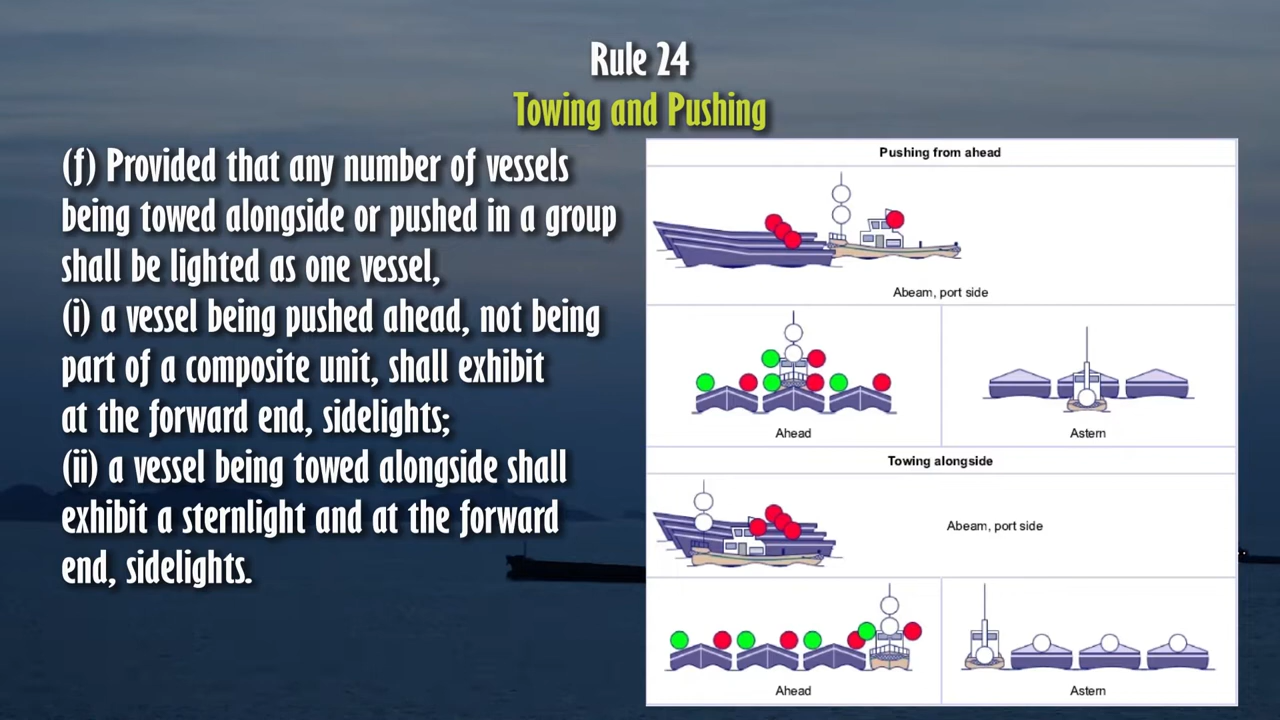 Rule 24
Towing and Pushing
(f) Provided that any number of vessels
being towed alongside or pushed in a group
shall be lighted as one vessel,
(i) a vessel being pushed ahead, not being
part of a composite unit, shall exhibit
at the forward end, sidelights;
(ii) a vessel being towed alongside shall
exhibit a sternlight and at the forward
end, sidelights.
Pushing from ahead
Abeam, port side
Ahead
Astern
Towing alongside
Abeam, port side
Ahead
Astern